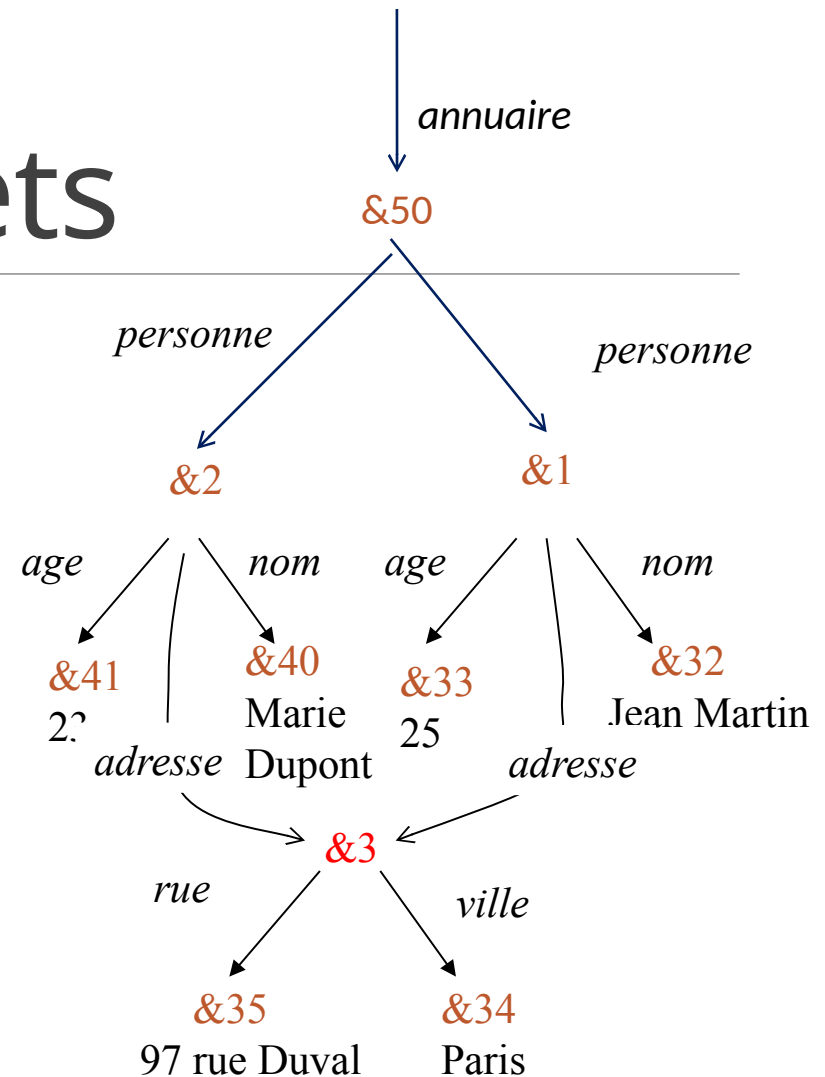 annuaire
ets
&50
personne
personne
&2
&1
age
nom
age
nom
&41
&40
&33
&32
Marie
Dupont
25
Jean Martin
adresse
adresse
&3
rue
ville
&35
&34
97 rue Duval
Paris